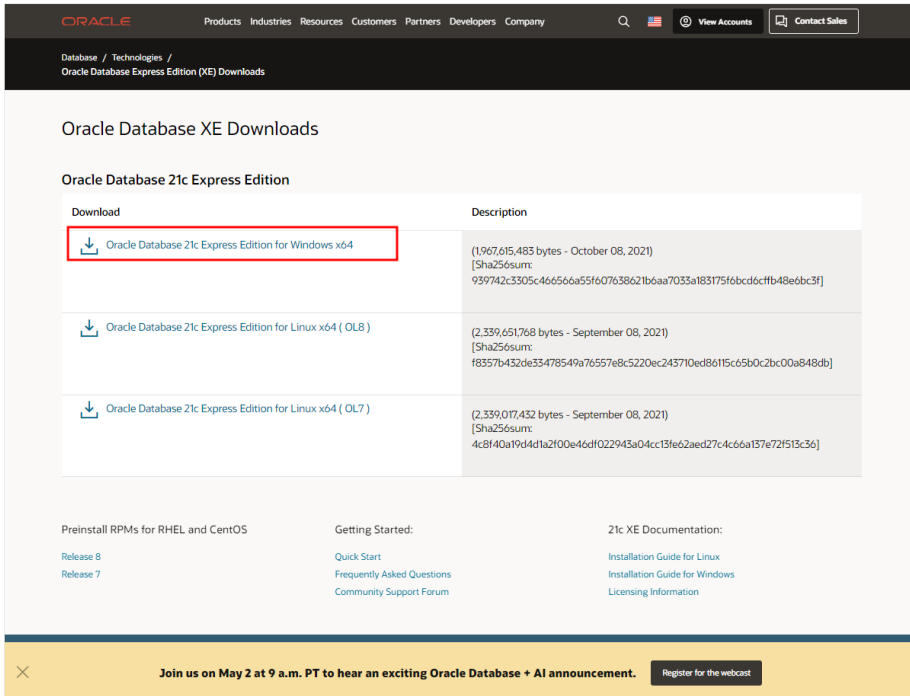 ORACLE
Products Industries Resources Customers Partners Developers Company
View Accounts
Contact Sales
Database / Technologies /
Oracle Database Express Edition (XE) Downloads
Oracle Database XE Downloads
Oracle Database 21c Express Edition
Download
Description
Oracle Database 21c Express Edition for Windows x64
(1,967,615,483 bytes - October 08, 2021)
[Sha256sum:
939742c3305c466566a55f607638621b6aa7033a183175f6bcd6cffb48e6bc3f]
Oracle Database 21c Express Edition for Linux x64 ( OL8 )
(2,339,651,768 bytes - September 08, 2021)
[Sha256sum:
f8357b432de33478549a76557e8c5220ec243710ed86115c65b0c2bc00a848db]
Oracle Database 21c Express Edition for Linux x64 ( OL7 )
(2,339,017,432 bytes - September 08, 2021)
[Sha256sum:
4c8f40a19d4d1a2f00e46df022943a04cc13fe62aed27c4c66a137e72f513c36]
Preinstall RPMs for RHEL and CentOS
Release 8
Release 7
Getting Started:
Quick Start
Frequently Asked Questions
Community Support Forum
21c XE Documentation:
Installation Guide for Linux
Installation Guide for Windows
Licensing Information
Join us on May 2 at 9 a.m. PT to hear an exciting Oracle Database + AI announcement.
Register for the webcast